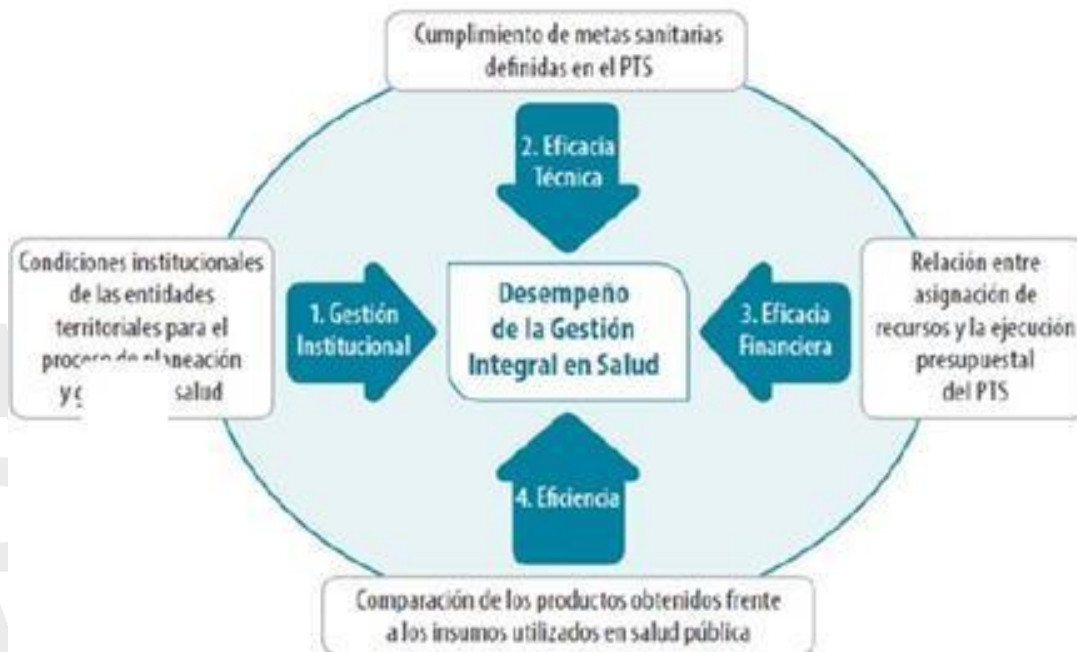 Cumplimiento de metas sanitarias
definidas en el PTS
2. Eficacia
Técnica
Condiciones institucionales
de las entidades
territoriales para el
de
y salud
1. Gestión
Institucional
Desempeño
de la Gestión
Integral en Salud
3. Eficacia
Financiera
Relación entre
asignación de
recursos y la ejecución
presupuestal
del PTS
4. Eficiencia
Comparación de los productos obtenidos frente
a los insumos utilizados en salud pública